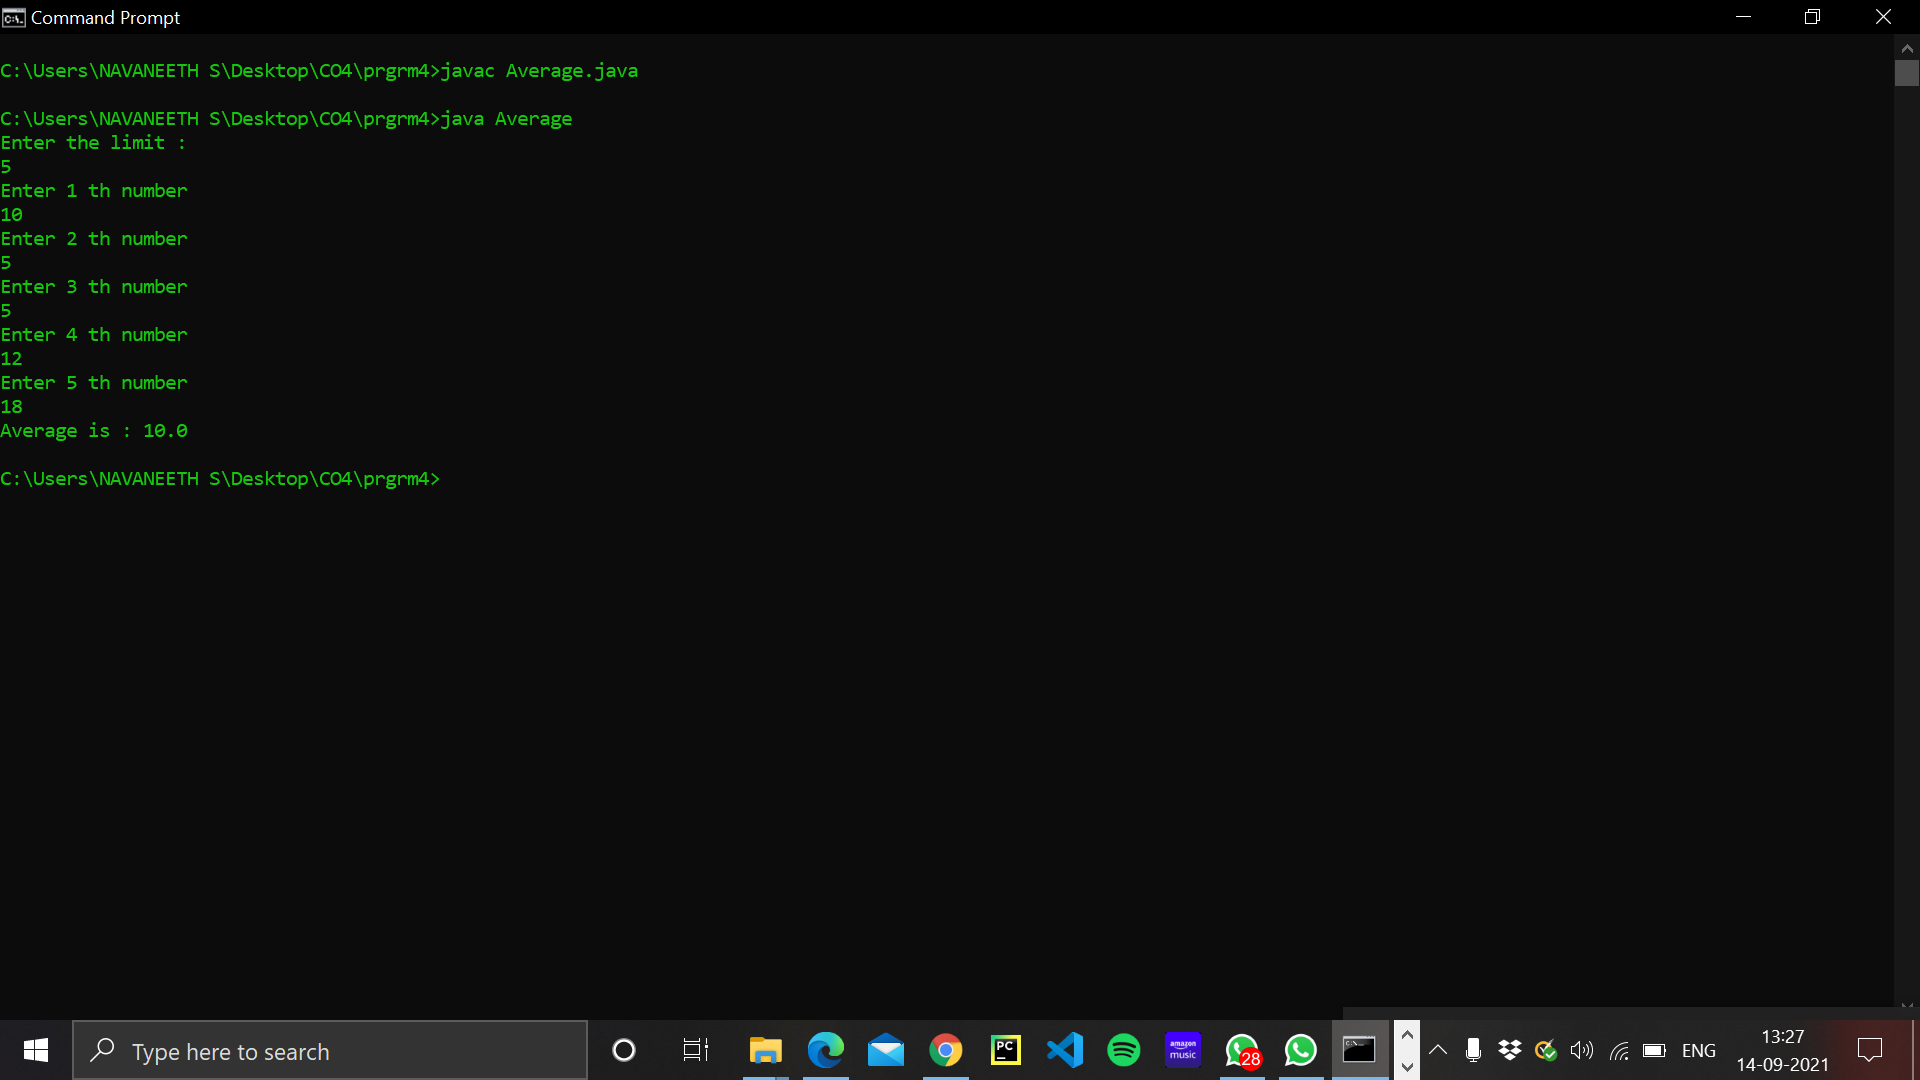 Command Prompt
C:\Users\NAVANEETH S\Desktop\CO4\prgrm4>javac Average.java
C:\Users\NAVANEETH S\Desktop\CO4\prgrm4>java Average
Enter the limit :
5
Enter 1 th number
10
Enter 2 th number
5
Enter 3 th number
5
Enter 4 th number
12
Enter 5 th number
18
Average is : 10.0
C:\Users\NAVANEETH S\Desktop\CO4\prgrm4>
Type here to search
PC
amazon
music
28
ENG
13:27
14-09-2021